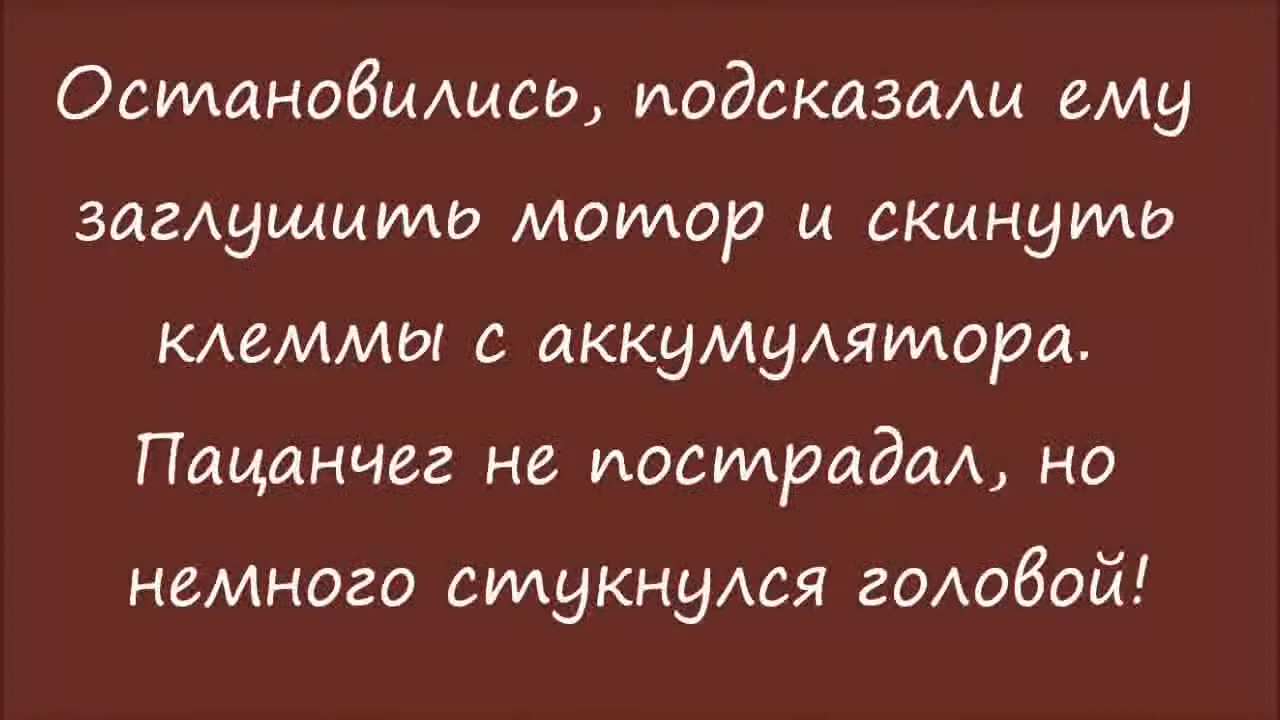 Остановились, подсказали ему
заглушить мотор и скинуть
клеммы с аккумулятора.
Пацанчег не пострадал, но
немного стукнулся головой!